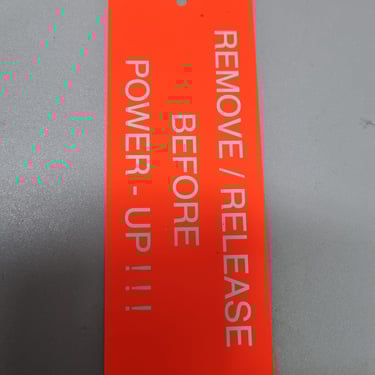 REMOVE / RELEASE
BEFORE
POWER - UP ! ! ! !